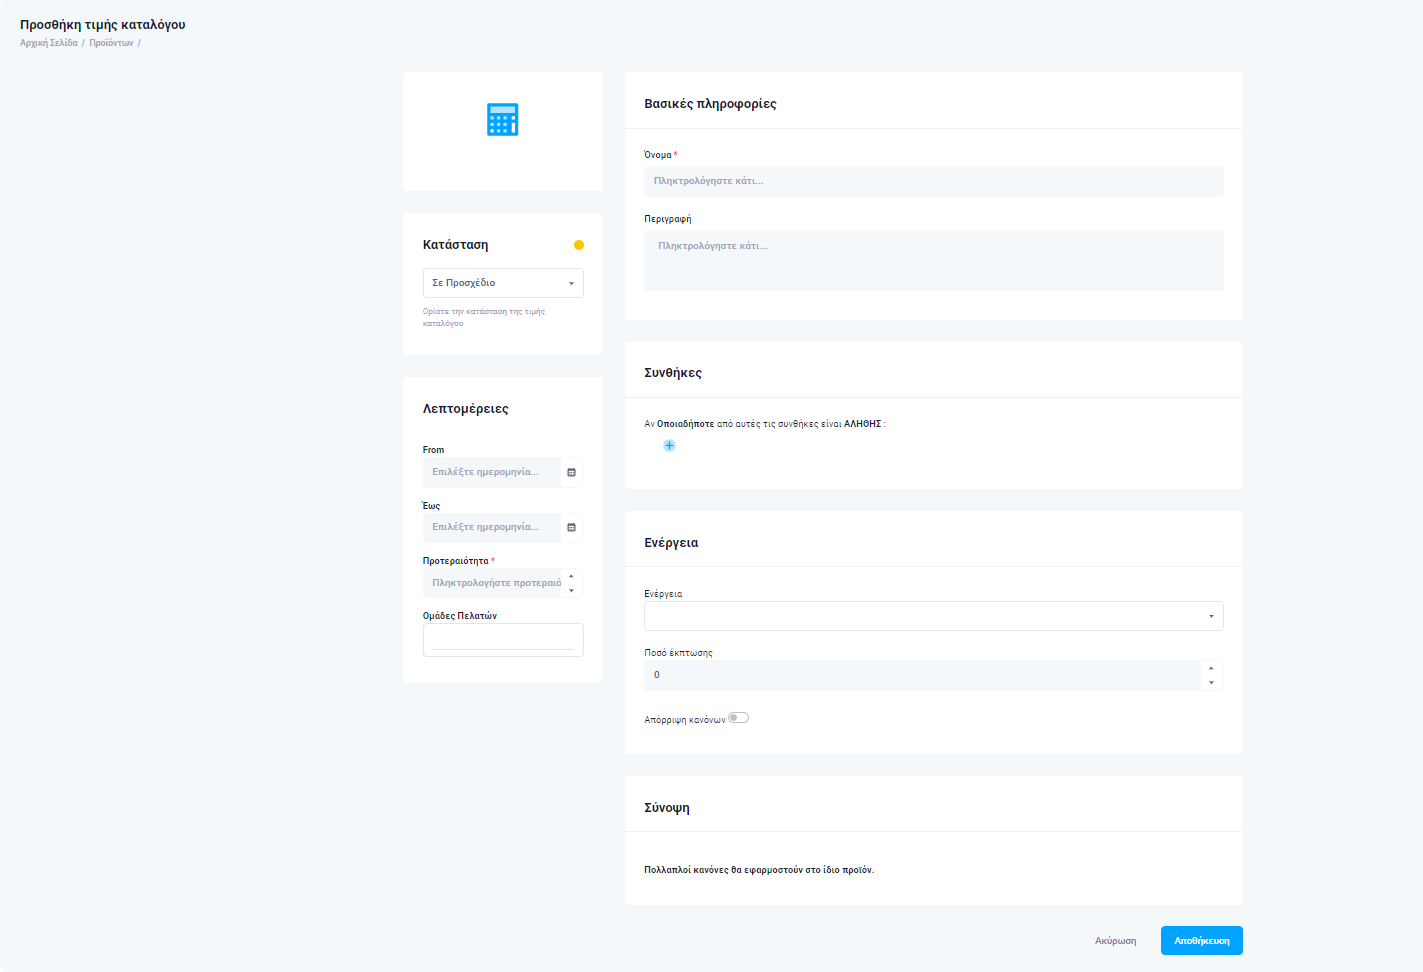 Προσθήκη τιμής καταλόγου
Αρχική Σελίδα / Προϊόντων /
Κατάσταση
Σε Προσχέδιο
Ορίστε την κατάσταση της τιμής
καταλόγου
Λεπτομέρειες
From
Επιλέξτε ημερομηνία...
Έως
Επιλέξτε ημερομηνία...
Προτεραιότητα *
Πληκτρολογήστε προτεραιό
Ομάδες Πελατών
Βασικές πληροφορίες
Όνομα *
Πληκτρολόγηστε κάτι...
Περιγραφή
Πληκτρολόγηστε κάτι...
Συνθήκες
Αν Οποιαδήποτε από αυτές τις συνθήκες είναι ΑΛΗΘΗΣ :
Ενέργεια
Ενέργεια
Ποσό έκπτωσης
0
Απόρριψη κανόνων
Σύνοψη
Πολλαπλοί κανόνες θα εφαρμοστούν στο ίδιο προϊόν.
Ακύρωση
Αποθήκευση